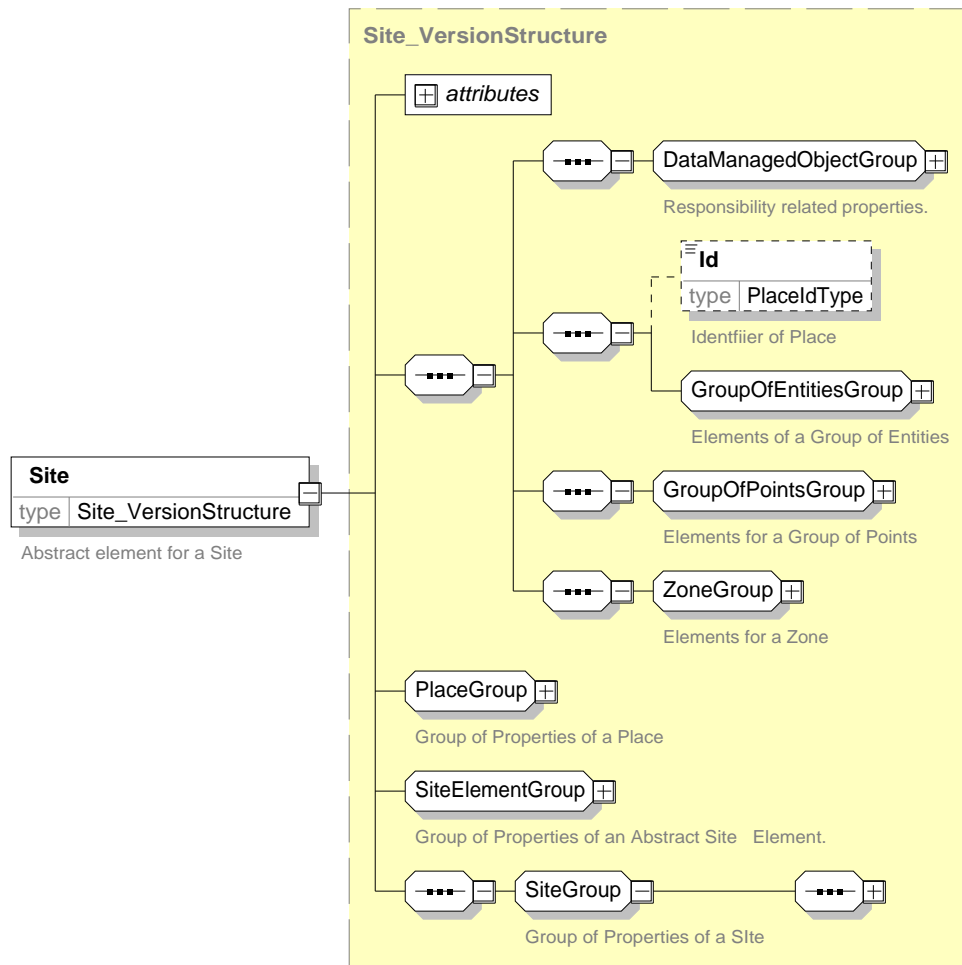 Site_VersionStructure
attributes
DataManagedObjectGroup
Responsibility related properties.
Id
type PlaceIdType
Identfiier of Place
GroupOfEntitiesGroup
Elements of a Group of Entities
Site
type Site_VersionStructure
Abstract element for a Site
GroupOfPointsGroup
Elements for a Group of Points
ZoneGroup
Elements for a Zone
PlaceGroup
Group of Properties of a Place
SiteElementGroup
Group of Properties of an Abstract Site Element.
SiteGroup
Group of Properties of a SIte